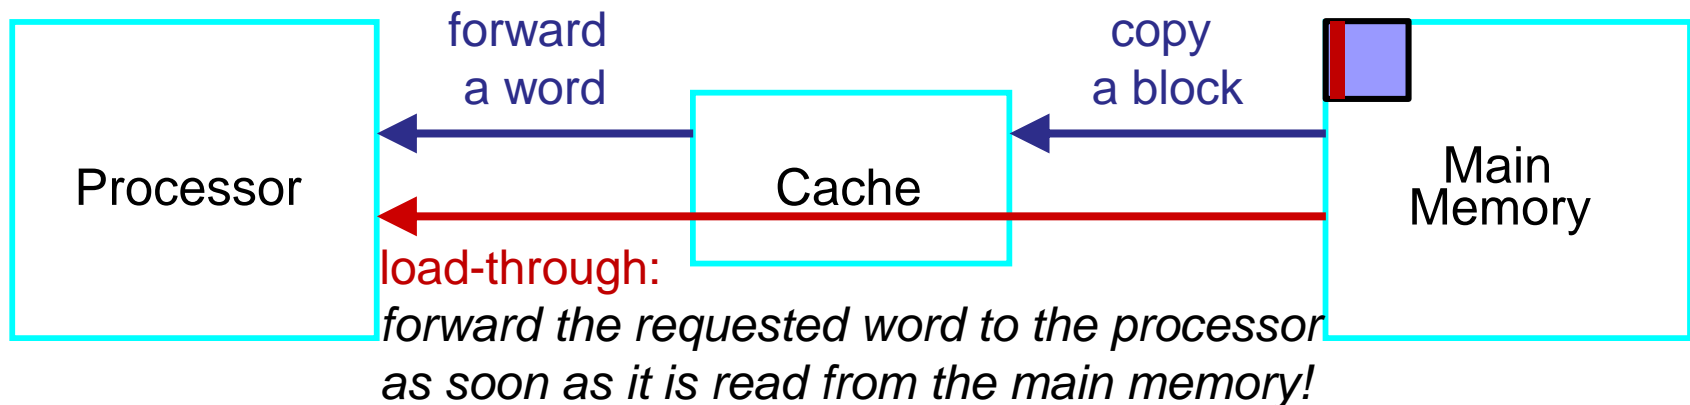 forward
a word
copy
a block
Processor
Cache
Main
Memory
load-through:
forward the requested word to the processor
as soon as it is read from the main memory!